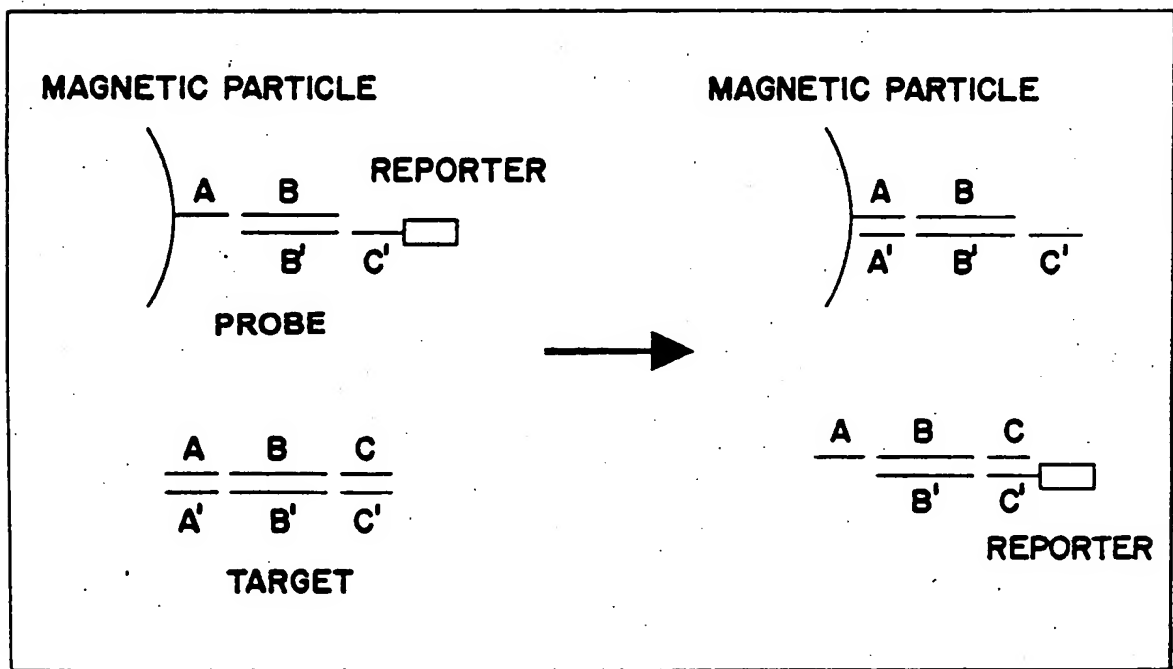 MAGNETIC PARTICLE
A B REPORTER
B' C'
PROBE
A B C
A' B' C'
TARGET
MAGNETIC PARTICLE
A B
A' B' C'
A B C
B' C'
REPORTER